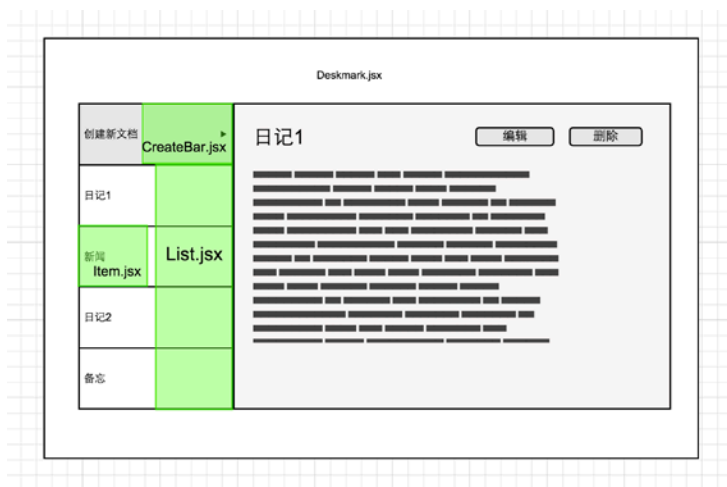 Deskmark.jsx
创建新文档
CreateBar.jsx
日记1
新闻
Item.jsx
List.jsx
日记2
备忘
日记1
编辑
删除